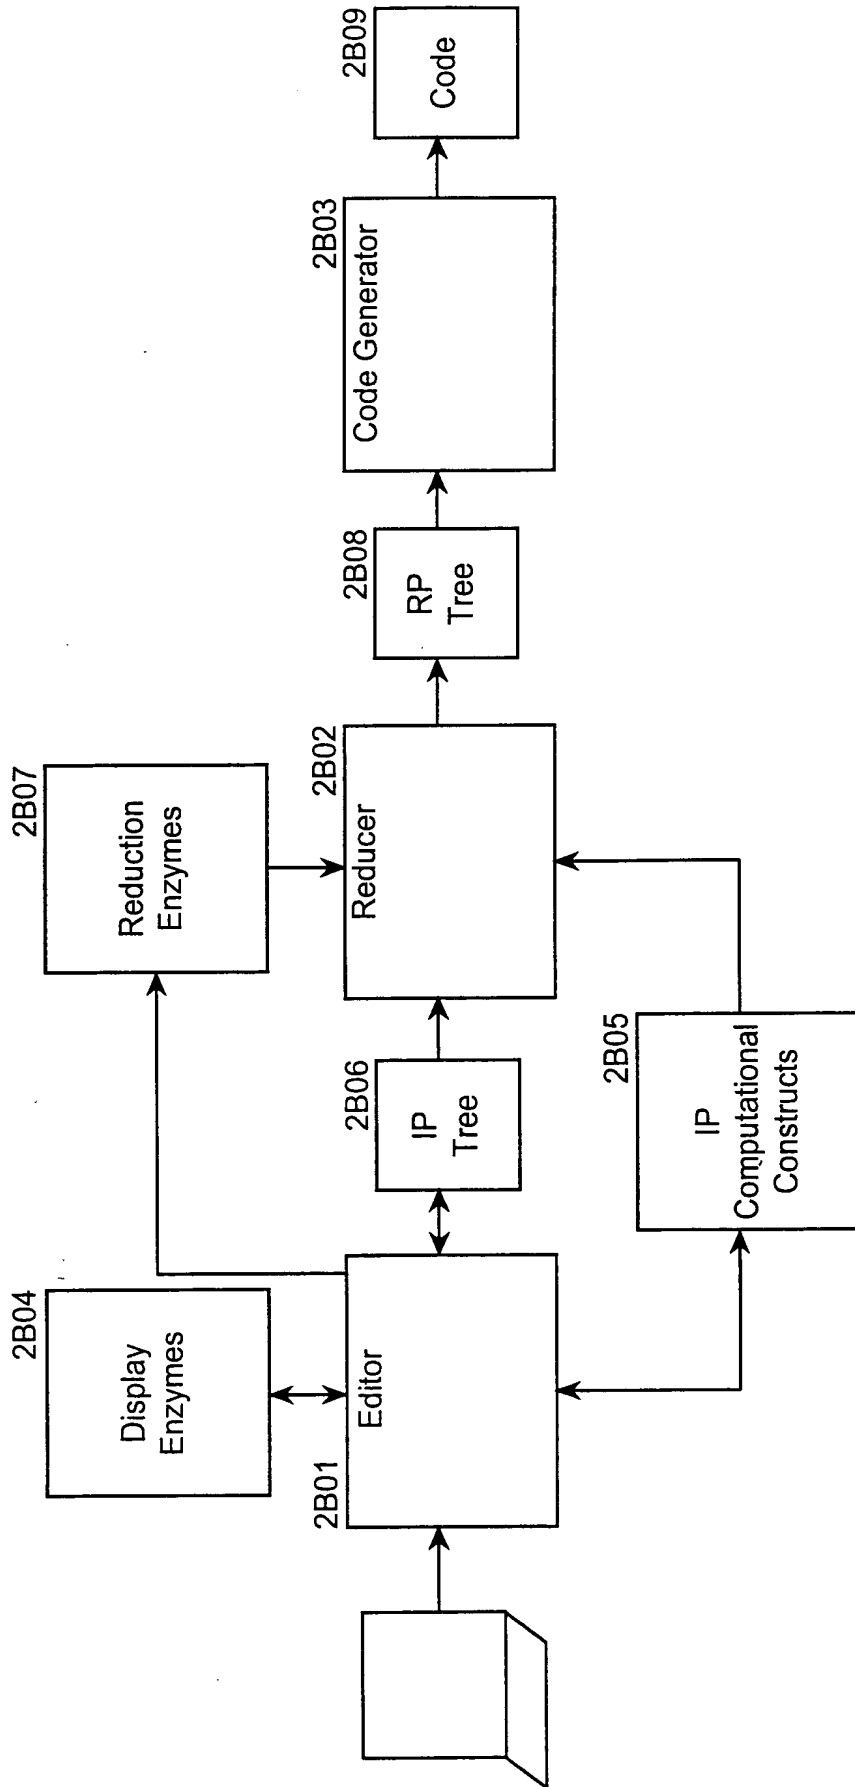 2B04
Display
Enzymes
2B07
Reduction
Enzymes
2B01
Editor
2B06
IP
Tree
2B02
Reducer
2B08
RP
Tree
2B03
Code Generator
2B09
Code
2B05
IP
Computational
Constructs